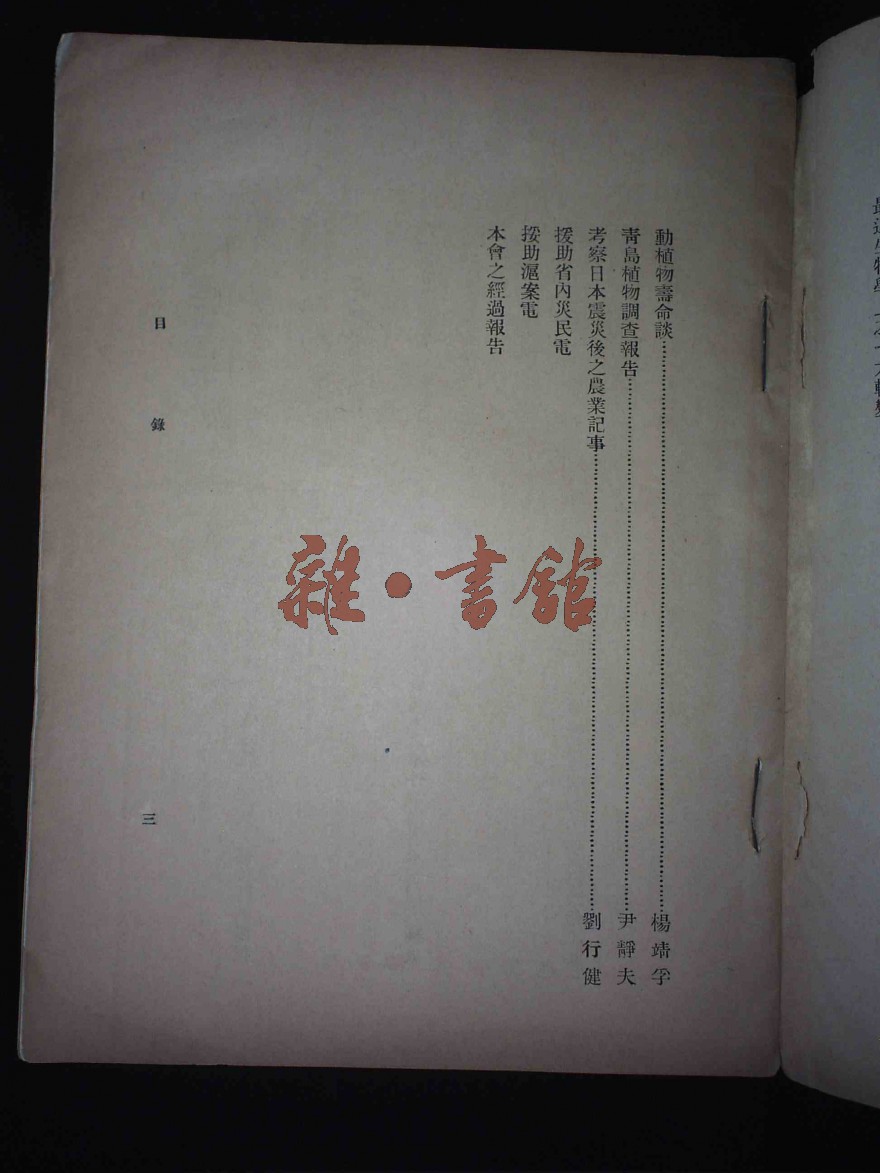 動植物壽命談……楊靖孚
靑島植物調查報告……尹靜夫
考察日本震災後之農業記事……劉行健
援助省內災民電
援助滬案電
本會之經過報告
目錄
三
雜·書館